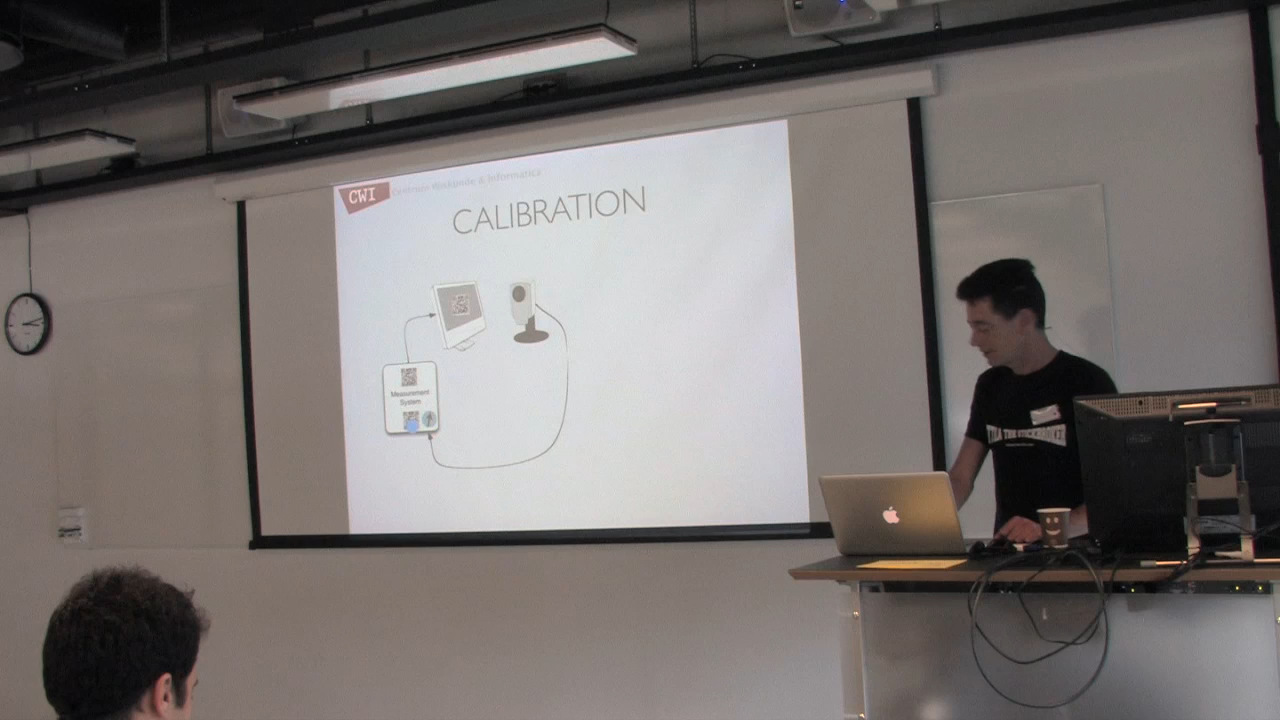 CWI
Centrum Wiskunde & Informatica
CALIBRATION
Measurement
System